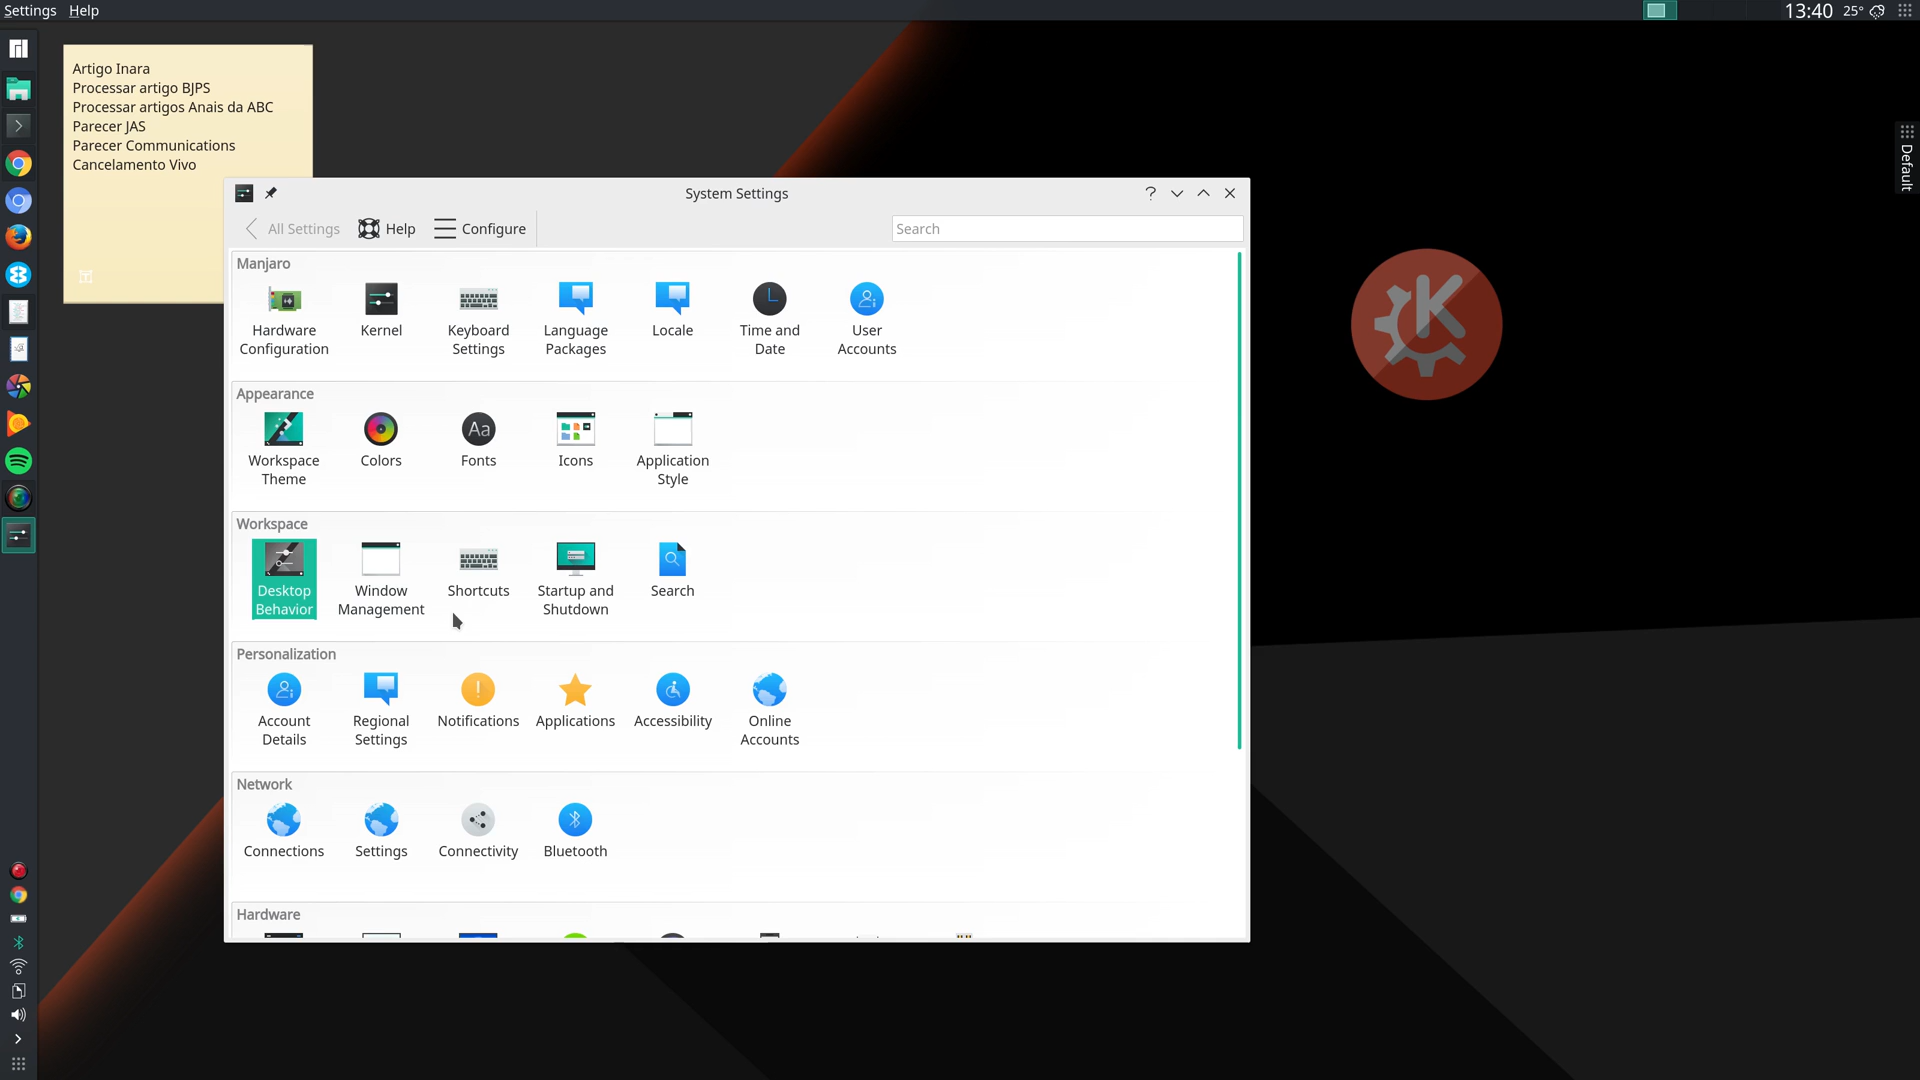 Settings Help
13:40 25°
Artigo Inara
Processar artigo BJPS
Processar artigos Anais da ABC
Parecer JAS
Parecer Communications
Cancelamento Vivo
Default
System Settings
All Settings Help Configure Search
Manjaro
Hardware Configuration
Kernel
Keyboard Settings
Language Packages
Locale
Time and Date
User Accounts
Appearance
Workspace Theme
Colors
Aa
Fonts
Icons
Application Style
Workspace
Desktop Behavior
Window Management
Shortcuts
Startup and Shutdown
Search
Personalization
Account Details
Regional Settings
Notifications
Applications
Accessibility
Online Accounts
Network
Connections
Settings
Connectivity
Bluetooth
Hardware